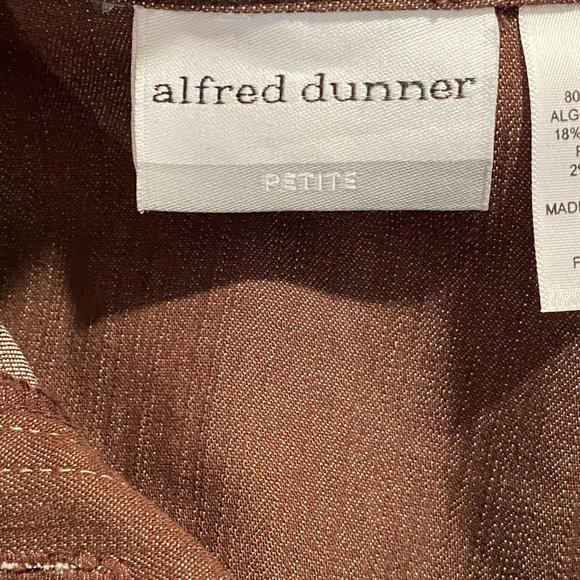 alfred dunner
PETITE
80
ALG
18%
2%
MADE
F